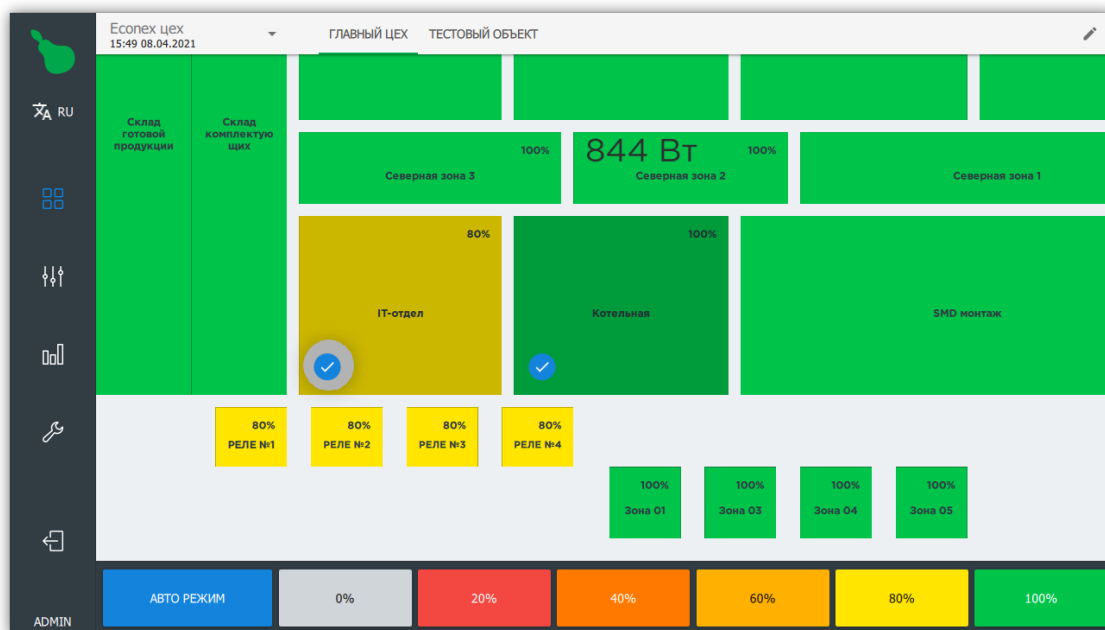 Econex цех
15:49 08.04.2021
ГЛАВНЫЙ ЦЕХ
ТЕСТОВЫЙ ОБЪЕКТ
RU
Склад
готовой
продукции
Склад
комплектую
щих
100%
Северная зона 3
844 Вт
100%
Северная зона 2
Северная зона 1
80%
IT-отдел
100%
Котельная
SMD монтаж
80%
РЕЛЕ №1
80%
РЕЛЕ №2
80%
РЕЛЕ №3
80%
РЕЛЕ №4
100%
Зона 01
100%
Зона 03
100%
Зона 04
100%
Зона 05
АВТО РЕЖИМ
0%
20%
40%
60%
80%
100%
ADMIN